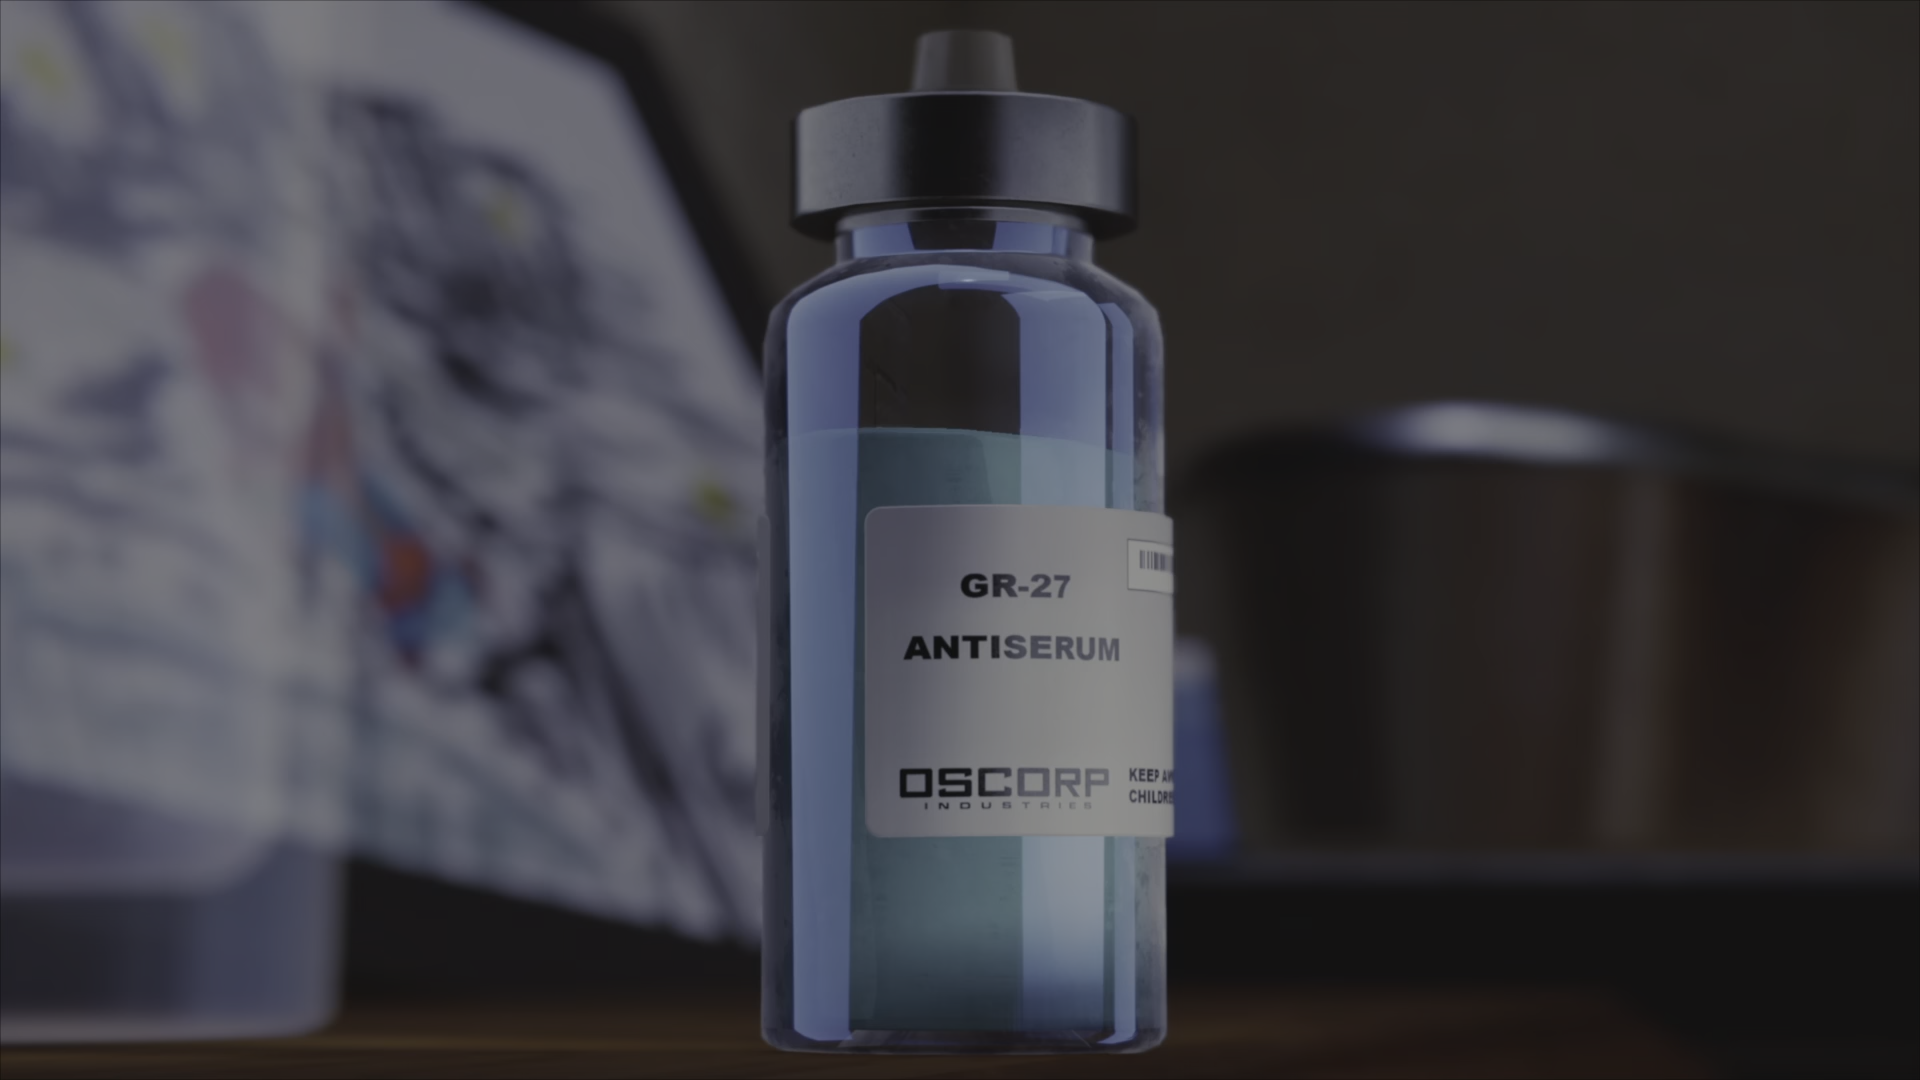 GR-27
ANTISERUM
OSCORP
INDUSTRIES
KEEP